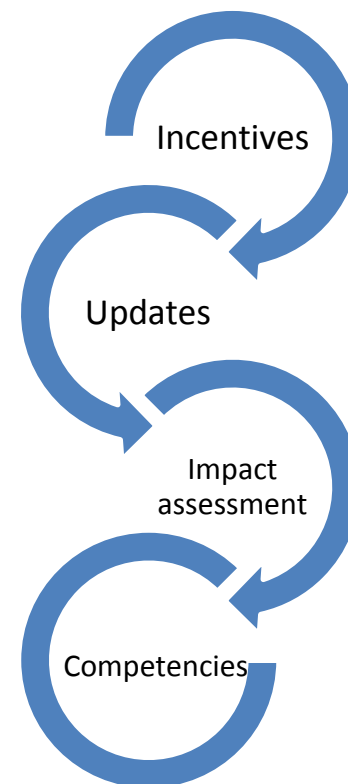 Incentives
Updates
Impact
assessment
Competencies